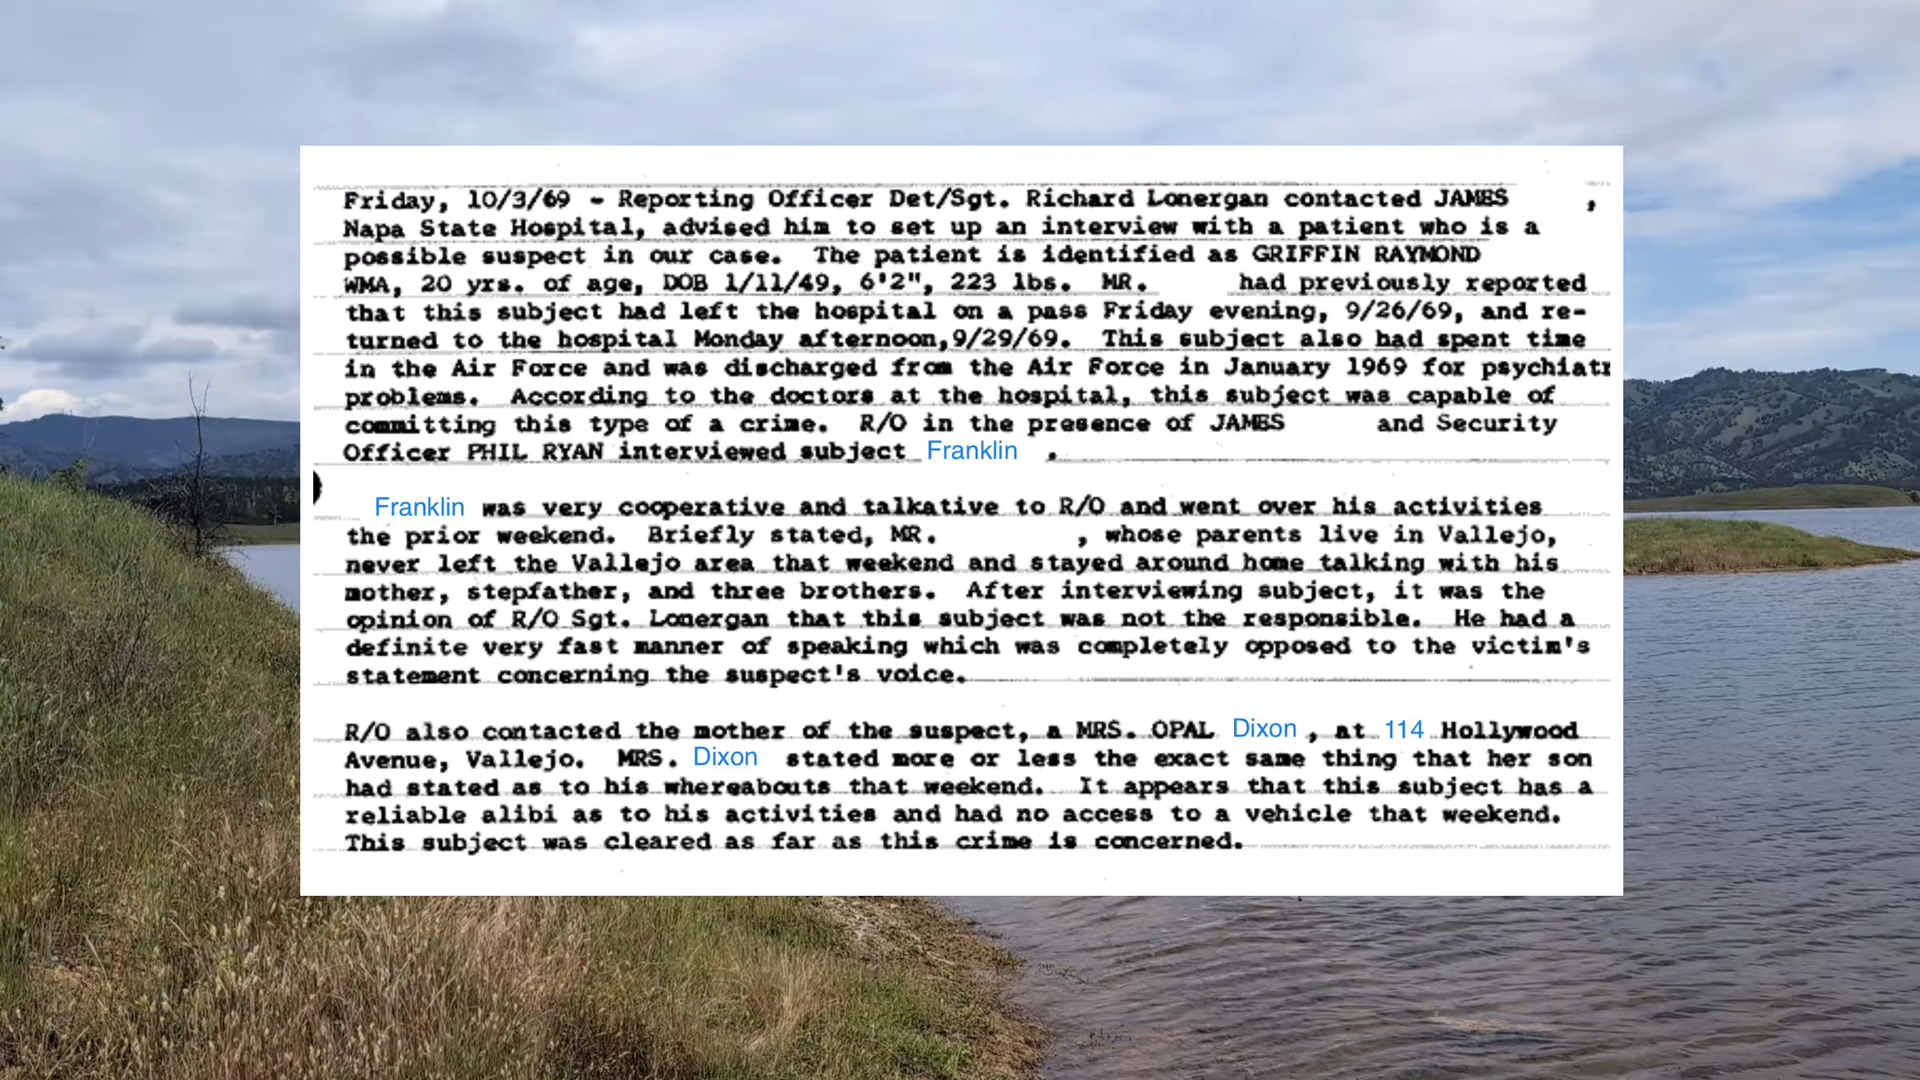 Friday, 10/3/69 - Reporting Officer Det/Sgt. Richard Lonergan contacted JAMES ,
Napa State Hospital, advised him to set up an interview with a patient who is a
possible suspect in our case. The patient is identified as GRIFFIN RAYMOND
WMA, 20 yrs. of age, DOB 1/11/49, 6'2", 223 lbs. MR. had previously reported
that this subject had left the hospital on a pass Friday evening, 9/26/69, and re-
turned to the hospital Monday afternoon,9/29/69. This subject also had spent time
in the Air Force and was discharged from the Air Force in January 1969 for psychiatr
problems. According to the doctors at the hospital, this subject was capable of
committing this type of a crime. R/O in the presence of JAMES and Security
Officer PHIL RYAN interviewed subject Franklin .
Franklin was very cooperative and talkative to R/O and went over his activities
the prior weekend. Briefly stated, MR. , whose parents live in Vallejo,
never left the Vallejo area that weekend and stayed around home talking with his
mother, stepfather, and three brothers. After interviewing subject, it was the
opinion of R/O Sgt. Lonergan that this subject was not the responsible. He had a
definite very fast manner of speaking which was completely opposed to the victim's
statement concerning the suspect's voice.
R/O also contacted the mother of the suspect, a MRS. OPAL Dixon , at 114 Hollywood
Avenue, Vallejo. MRS. Dixon stated more or less the exact same thing that her son
had stated as to his whereabouts that weekend. It appears that this subject has a
reliable alibi as to his activities and had no access to a vehicle that weekend.
This subject was cleared as far as this crime is concerned.